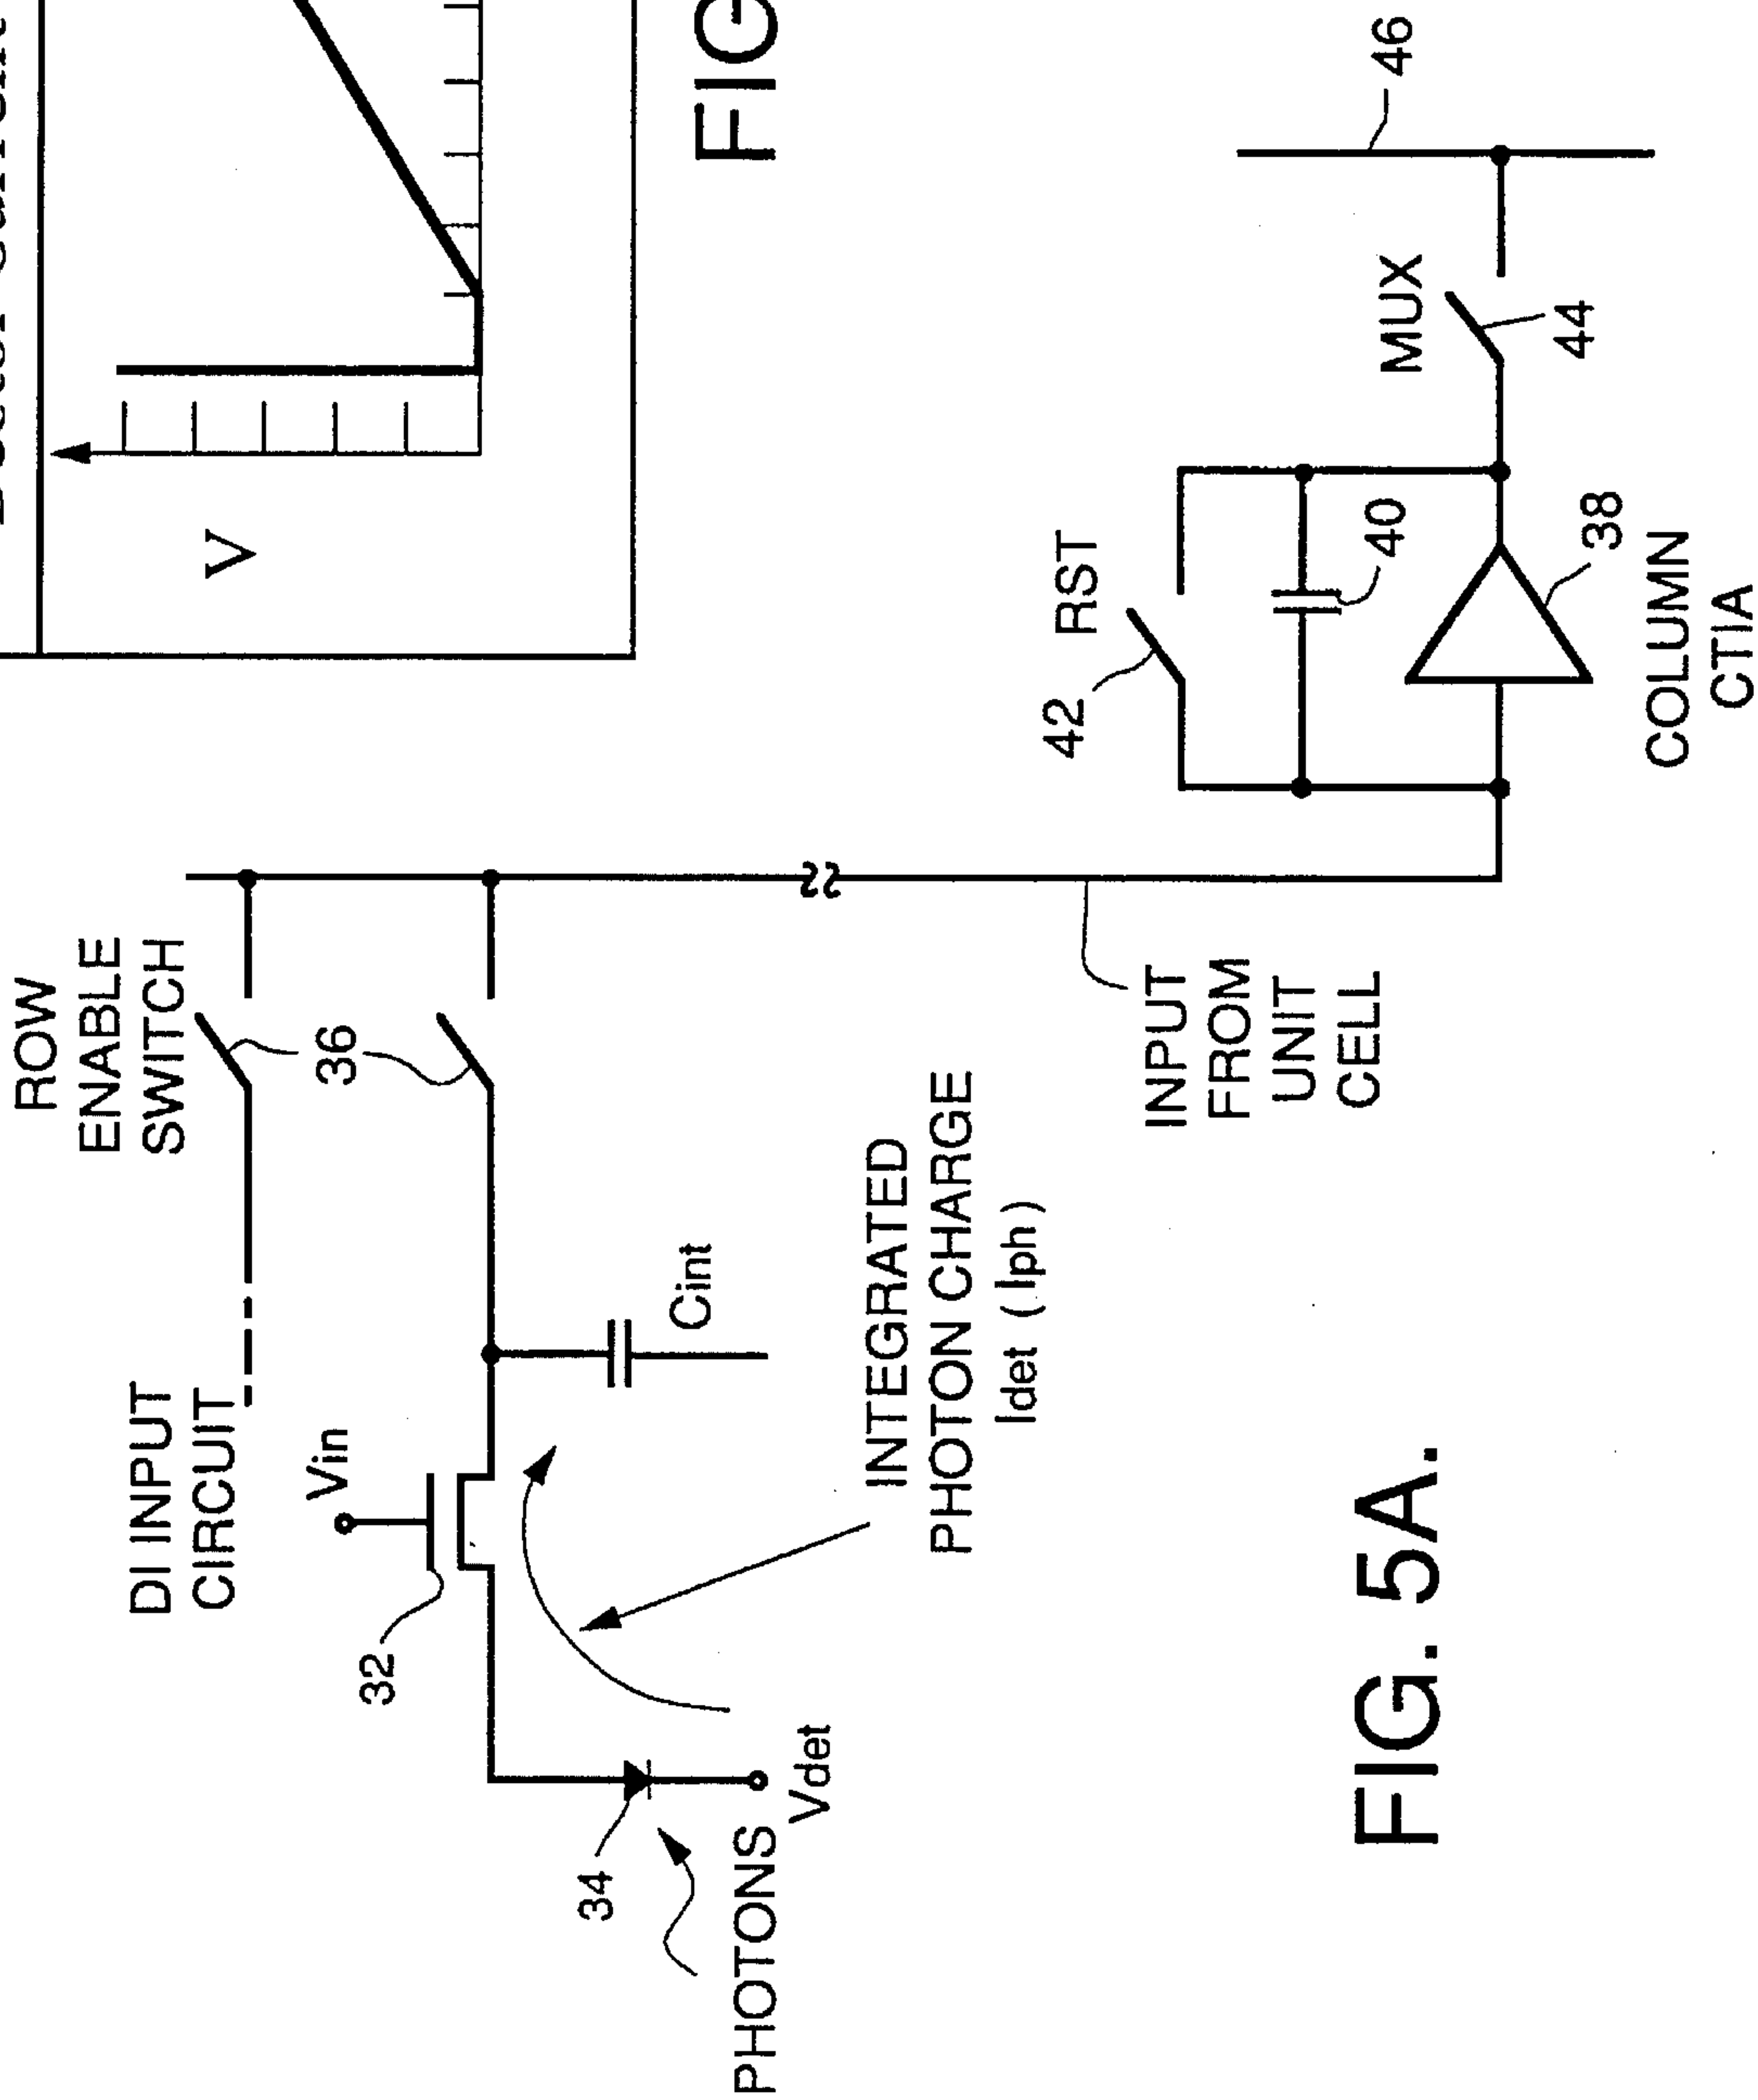 V
FIG
ROW
ENABLE
SWITCH
DI INPUT
CIRCUIT
Vin
36
32
34
Cint
PHOTONS
Vdet
INTEGRATED
PHOTON CHARGE
Idet (Iph)
INPUT
FROM
UNIT
CELL
42
RST
40
38
COLUMN
CTIA
MUX
44
46
FIG. 5A.